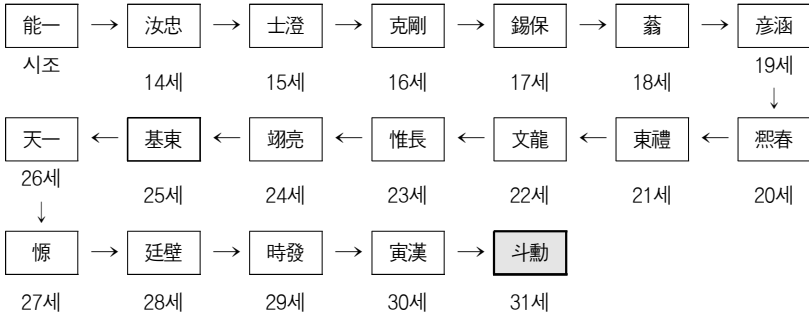 能一 → 汝忠 → 士澄 → 克剛 → 錫保 → 蓊 → 彦涵
시조 14세 15세 16세 17세 18세 19세
↓
天一 ← 基東 ← 翊亮 ← 惟長 ← 文龍 ← 東禮 ← 熙春
26세 25세 24세 23세 22세 21세 20세
↓
愿 → 廷壁 → 時發 → 寅漢 → 斗勳
27세 28세 29세 30세 31세